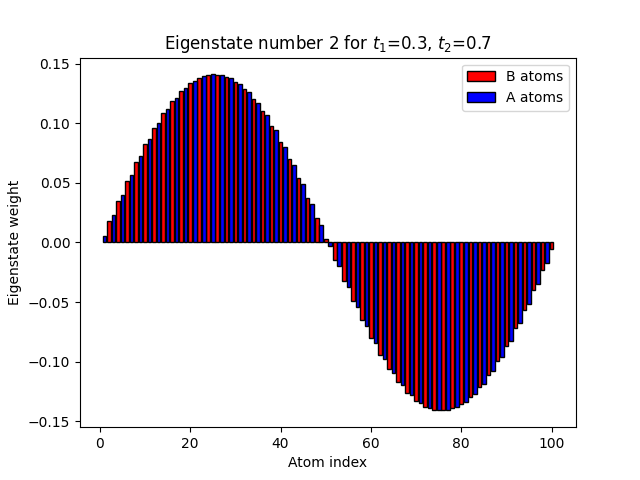 Eigenstate number 2 for t₁=0.3, t₂=0.7
B atoms
A atoms
Eigenstate weight
0.15
0.10
0.05
0.00
−0.05
−0.10
−0.15
0
20
40
60
80
100
Atom index